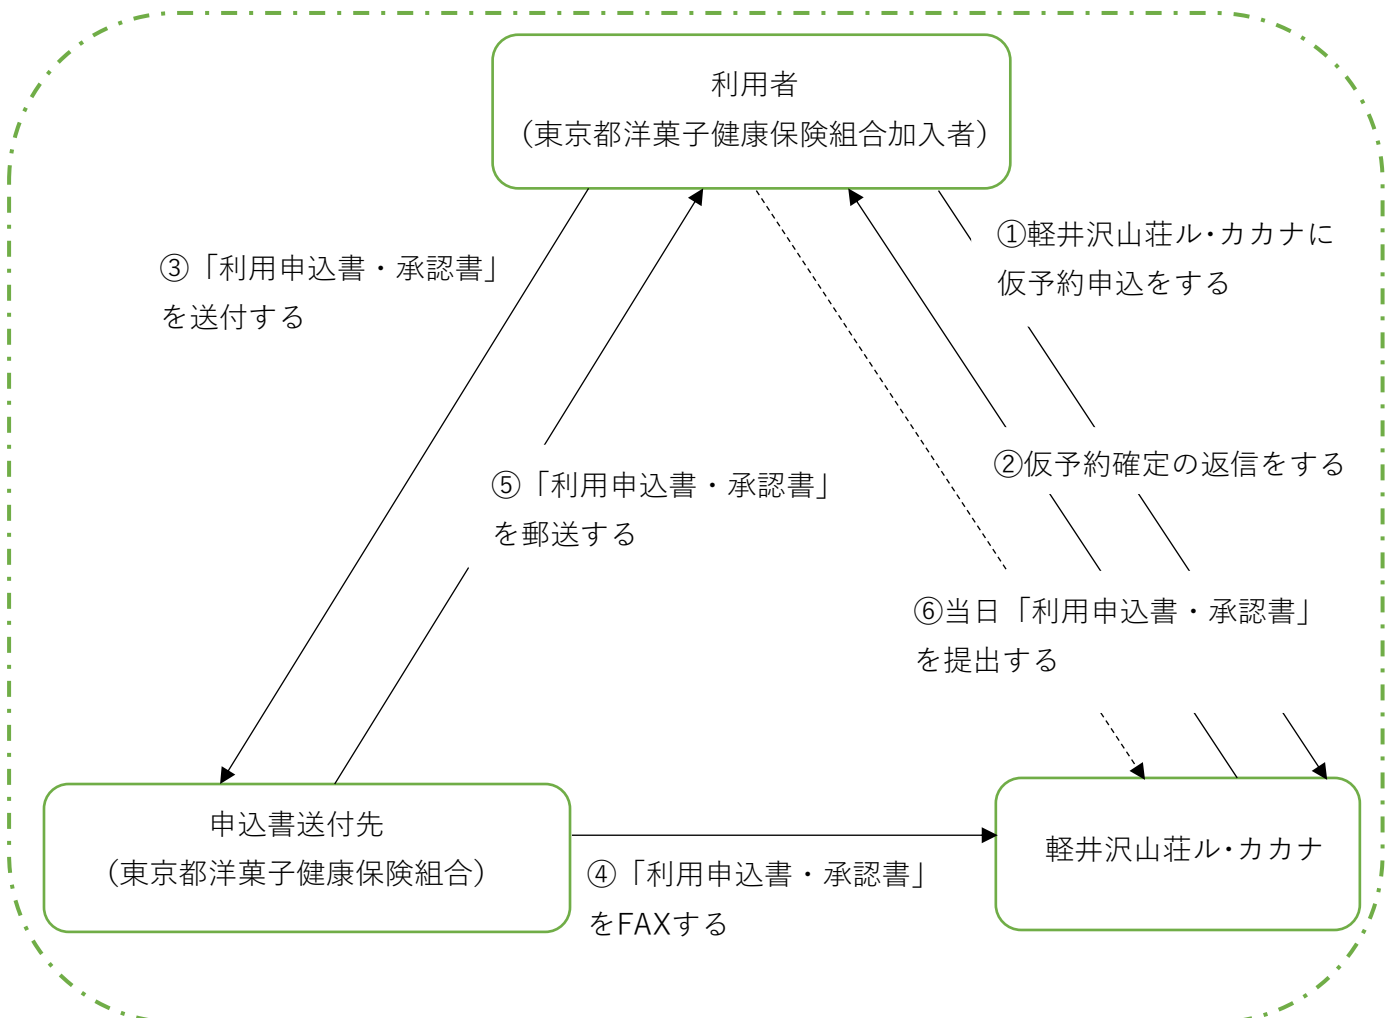 利用者
（東京都洋菓子健康保険組合加入者）
①軽井沢山荘ル・カカナに
仮予約申込をする
③「利用申込書・承認書」
を送付する
②仮予約確定の返信をする
⑤「利用申込書・承認書」
を郵送する
⑥当日「利用申込書・承認書」
を提出する
申込書送付先
（東京都洋菓子健康保険組合）
軽井沢山荘ル・カカナ
④「利用申込書・承認書」
をFAXする